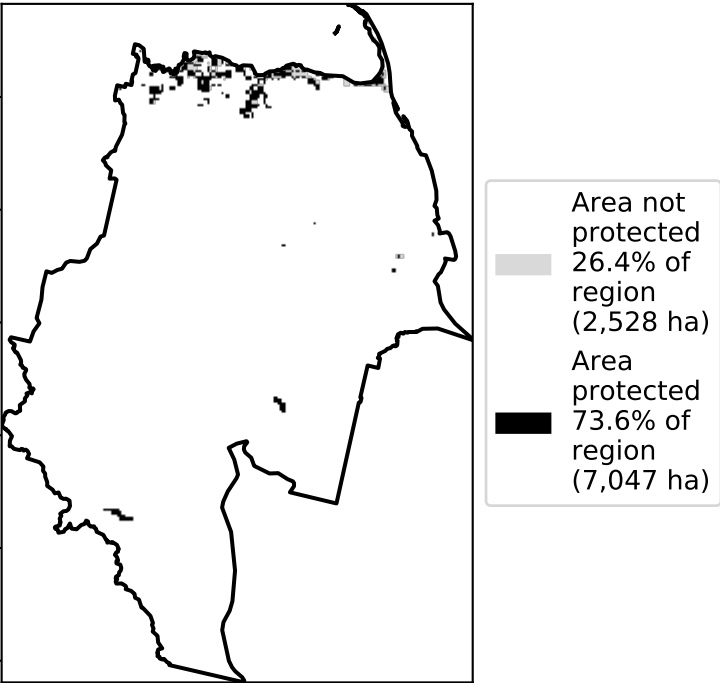 Area not
protected
26.4% of
region
(2,528 ha)
Area
protected
73.6% of
region
(7,047 ha)